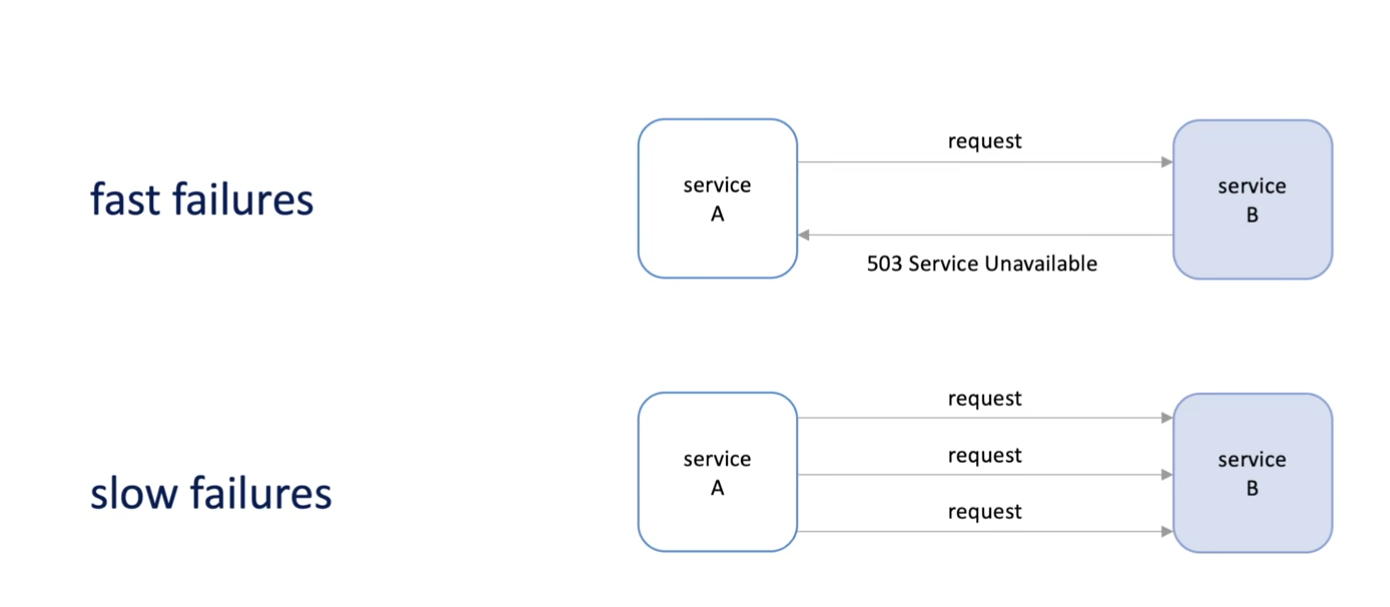 fast failures
service
A
request
503 Service Unavailable
service
B
slow failures
service
A
request
request
request
service
B